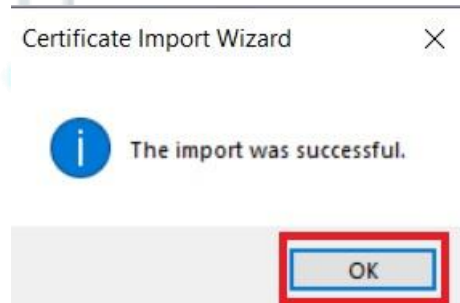 Certificate Import Wizard
The import was successful.
OK